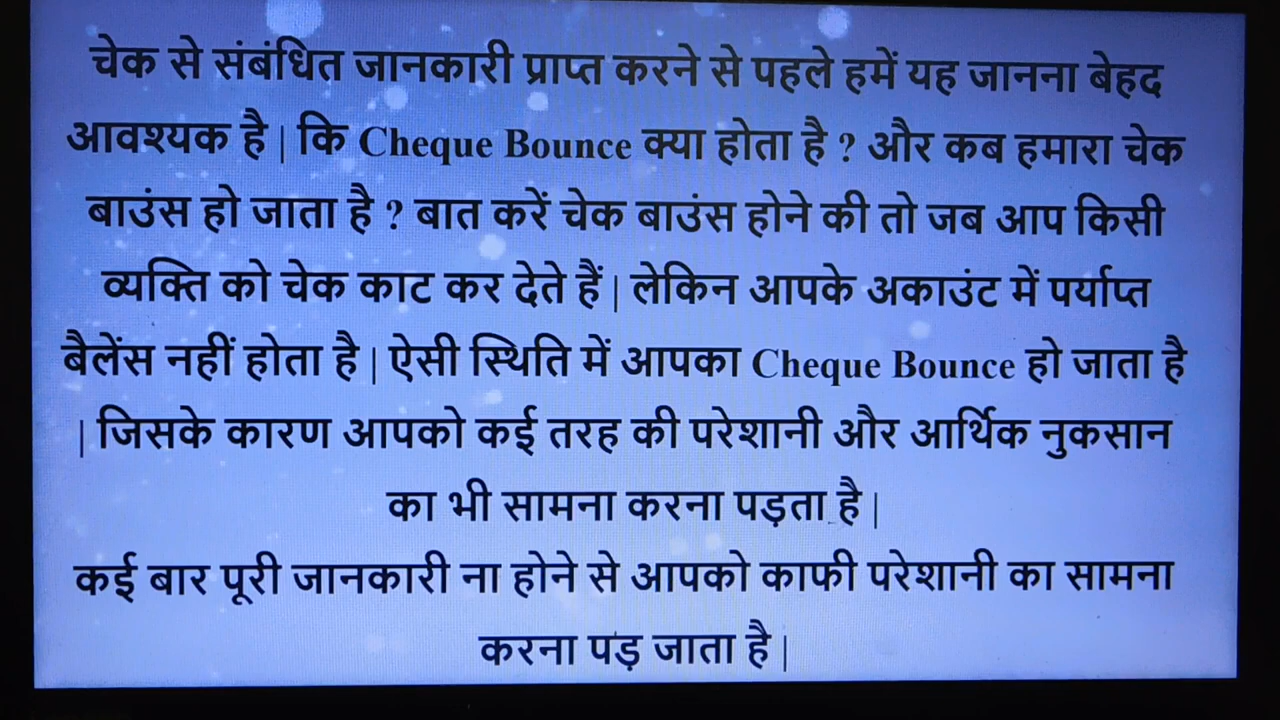 चेक से संबंधित जानकारी प्राप्त करने से पहले हमें यह जानना बेहद
आवश्यक है | कि Cheque Bounce क्या होता है ? और कब हमारा चेक
बाउंस हो जाता है ? बात करें चेक बाउंस होने की तो जब आप किसी
व्यक्ति को चेक काट कर देते हैं | लेकिन आपके अकाउंट में पर्याप्त
बैलेंस नहीं होता है | ऐसी स्थिति में आपका Cheque Bounce हो जाता है
| जिसके कारण आपको कई तरह की परेशानी और आर्थिक नुकसान
का भी सामना करना पड़ता है |
कई बार पूरी जानकारी ना होने से आपको काफी परेशानी का सामना
करना पड़ जाता है |